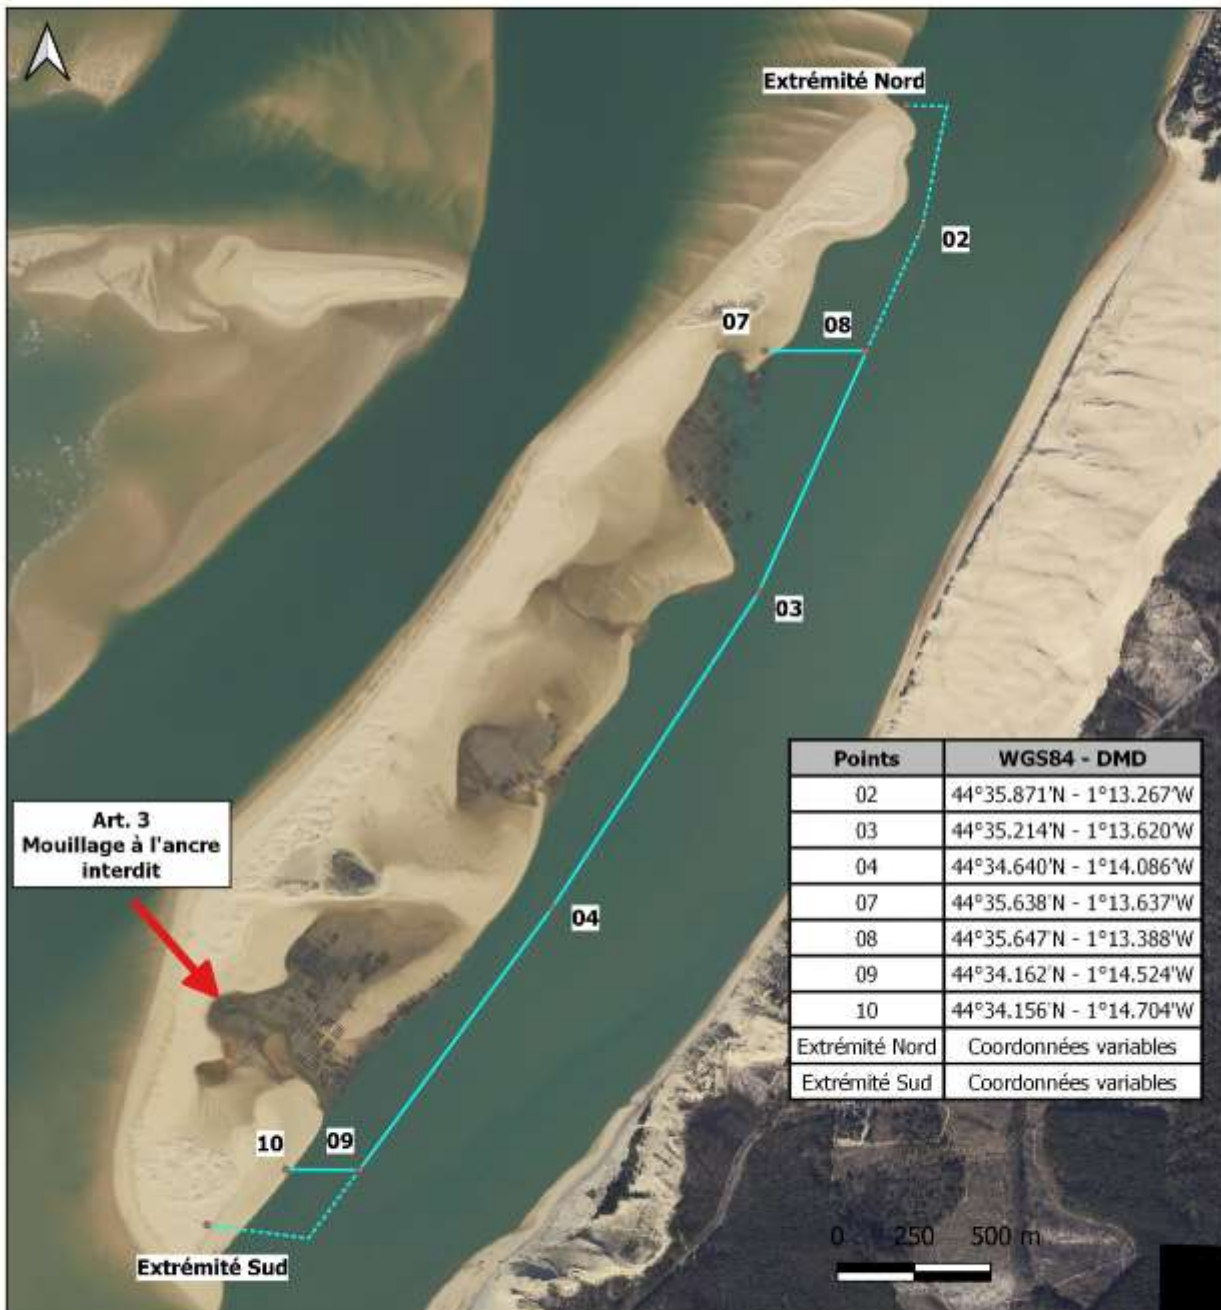 Extrémité Nord
02
07
08
03
Art. 3
Mouillage à l'ancre
interdit
04
10
09
Extrémité Sud
Points WGS84 - DMD
02 44°35.871'N - 1°13.267'W
03 44°35.214'N - 1°13.620'W
04 44°34.640'N - 1°14.086'W
07 44°35.638'N - 1°13.637'W
08 44°35.647'N - 1°13.388'W
09 44°34.162'N - 1°14.524'W
10 44°34.156'N - 1°14.704'W
Extrémité Nord Coordonnées variables
Extrémité Sud Coordonnées variables
0 250 500 m